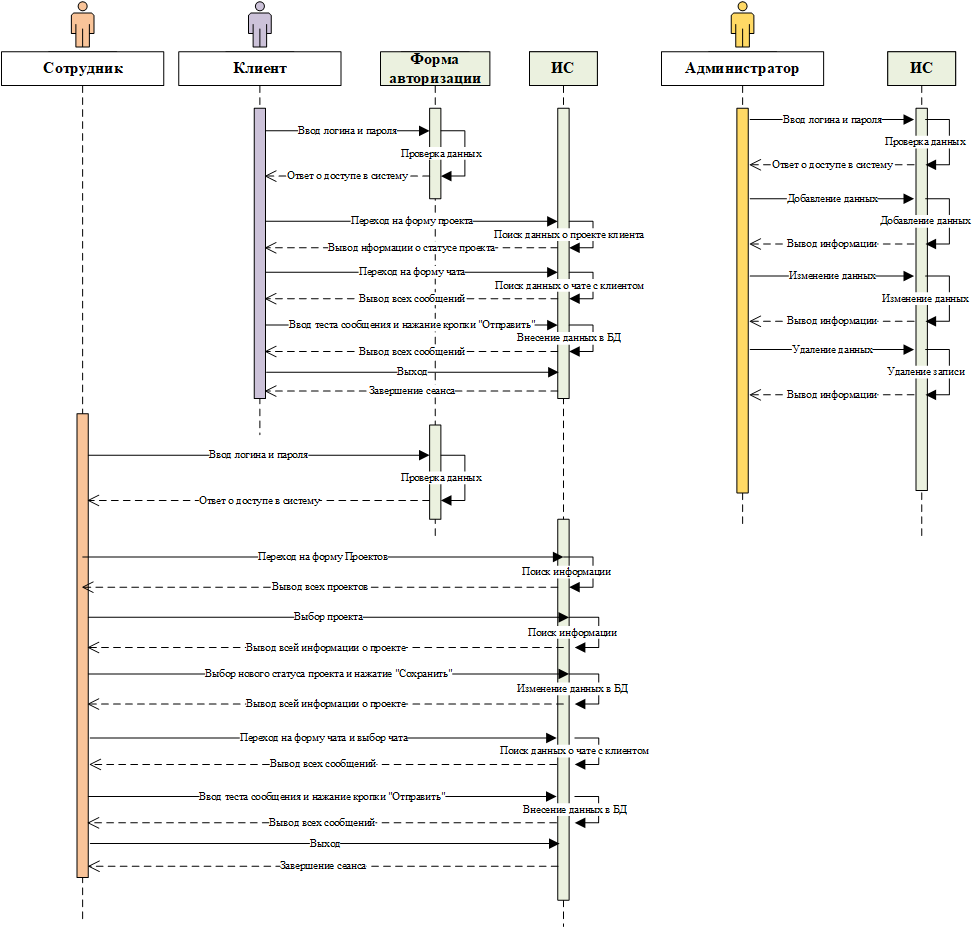 Сотрудник
Клиент
Форма
авторизации
ИС
Администратор
ИС
Ввод логина и пароля
Проверка данных
Ответ о доступе в систему
Переход на форму проекта
Поиск данных о проекте клиента
Вывод нформации о статусе проекта
Переход на форму чата
Поиск данных о чате с клиентом
Вывод всех сообщений
Ввод теста сообщения и нажание кропки "Отправить"
Внесение данных в БД
Вывод всех сообщений
Выход
Завершение сеанса
Ввод логина и пароля
Проверка данных
Ответ о доступе в систему
Добавление данных
Добавление данных
Вывод информации
Изменение данных
Изменение данных
Вывод информации
Удаление данных
Удаление записи
Вывод информации
Ввод логина и пароля
Проверка данных
Ответ о доступе в систему
Переход на форму Проектов
Поиск информации
Вывод всех проектов
Выбор проекта
Поиск информации
Вывод всей информации о проекте
Выбор нового статуса проекта и нажатие "Сохранить"
Изменение данных в БД
Вывод всей информации о проекте
Переход на форму чата и выбор чата
Поиск данных о чате с клиентом
Вывод всех сообщений
Ввод теста сообщения и нажание кропки "Отправить"
Внесение данных в БД
Вывод всех сообщений
Выход
Завершение сеанса